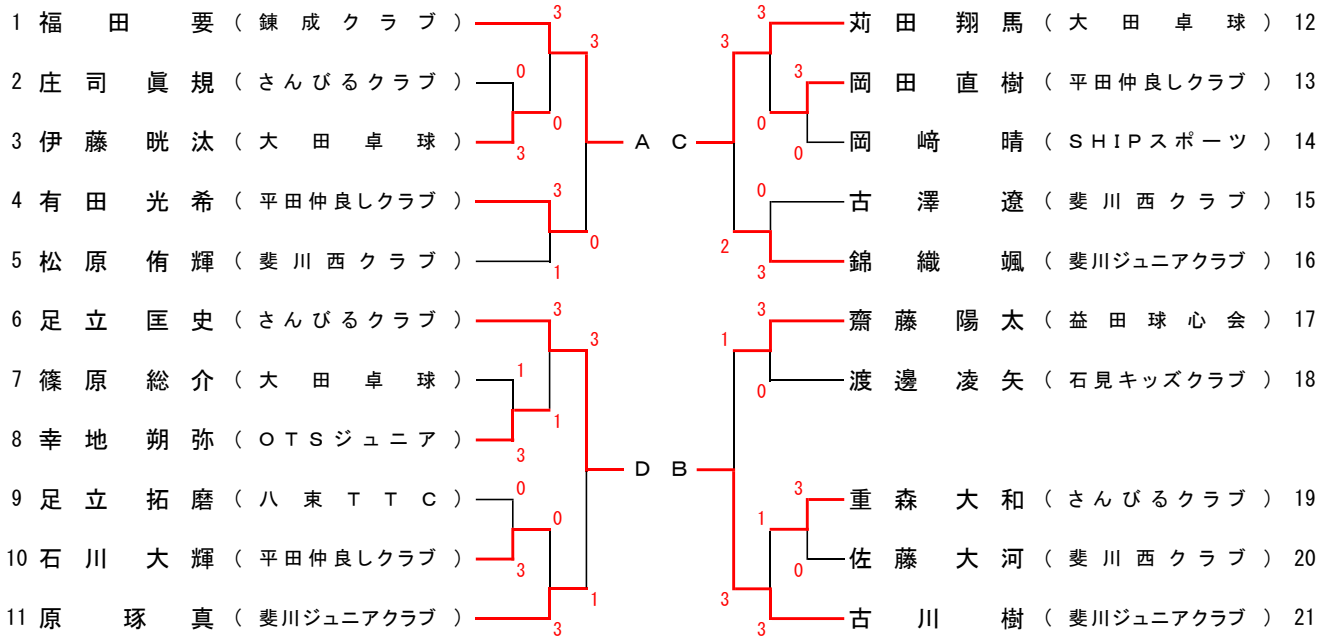 1 福田 要 ( 錬成クラブ ) 3
2 庄司 眞規 ( さんびるクラブ ) 0
3 伊藤 晄汰 ( 大田卓球 ) 3
0
3
4 有田 光希 ( 平田仲良しクラブ ) 3
5 松原 侑輝 ( 斐川西クラブ ) 1
0
A
6 足立 匡史 ( さんびるクラブ ) 3
7 篠原 総介 ( 大田卓球 ) 1
8 幸地 朔弥 ( OTSジュニア ) 3
1
3
9 足立 拓磨 ( 八東TTC ) 0
10 石川 大輝 ( 平田仲良しクラブ ) 3
0
11 原 琢真 ( 斐川ジュニアクラブ ) 3
1
D
3 苅田翔馬 ( 大田卓球 ) 12
3 岡田直樹 ( 平田仲良しクラブ ) 13
0 岡﨑晴 ( SHIPスポーツ ) 14
0
3
0 古澤遼 ( 斐川西クラブ ) 15
3 錦織颯 ( 斐川ジュニアクラブ ) 16
2
C
3 齋藤陽太 ( 益田球心会 ) 17
0 渡邊凌矢 ( 石見キッズクラブ ) 18
1
3 重森大和 ( さんびるクラブ ) 19
0 佐藤大河 ( 斐川西クラブ ) 20
1
3 古川樹 ( 斐川ジュニアクラブ ) 21
3
B